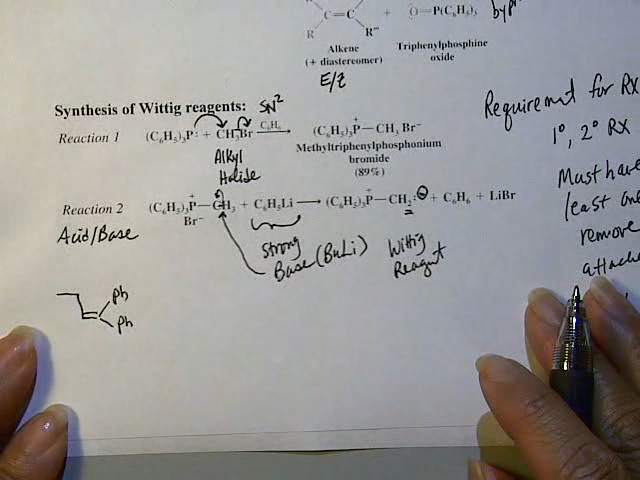 C=C + O=P(C₆H₅)₃
R R"
Alkene Triphenylphosphine
(+ diastereomer) oxide
E/Z
Synthesis of Wittig reagents: SN²
Requirement for RX
Reaction 1 (C₆H₅)₃P: + CH₃Br C₆H₆ ⟶ (C₆H₅)₃P⁺—CH₃ Br⁻
1°, 2° RX
Alkyl Halide
Methyltriphenylphosphonium
bromide
(89%)
Must have
least one
Reaction 2 (C₆H₅)₃P⁺—CH₃ + C₆H₅Li ⟶ (C₆H₅)₃P⁺—CH₂:⊖ + C₆H₆ + LiBr
Br⁻
remove
Acid/Base
Strong
Base (BuLi)
Wittig
Reagent
Ph
Ph